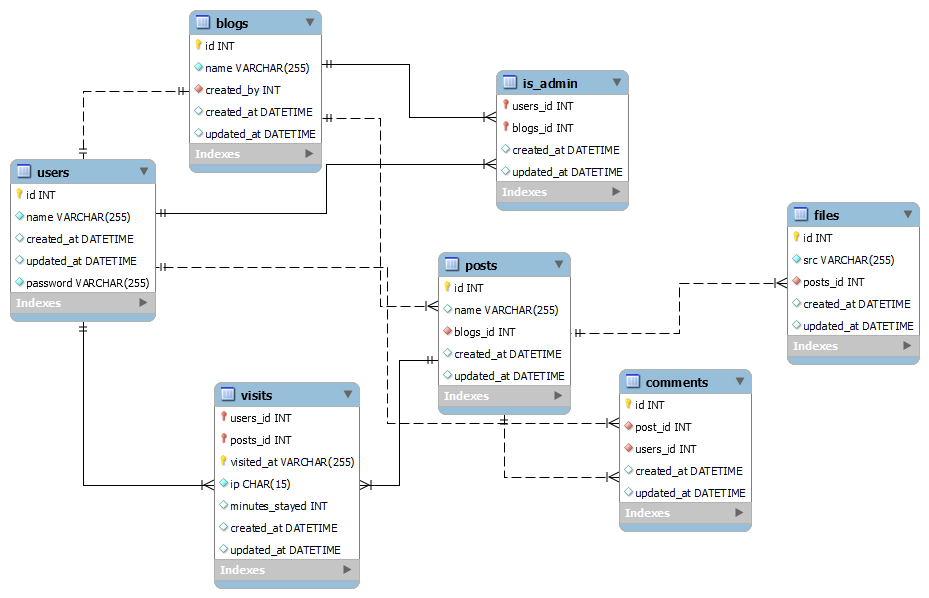 blogs
id INT
name VARCHAR(255)
created_by INT
created_at DATETIME
updated_at DATETIME
Indexes
is_admin
users_id INT
blogs_id INT
created_at DATETIME
updated_at DATETIME
Indexes
users
id INT
name VARCHAR(255)
created_at DATETIME
updated_at DATETIME
password VARCHAR(255)
Indexes
files
id INT
src VARCHAR(255)
posts_id INT
created_at DATETIME
updated_at DATETIME
Indexes
posts
id INT
name VARCHAR(255)
blogs_id INT
created_at DATETIME
updated_at DATETIME
Indexes
visits
users_id INT
posts_id INT
visited_at VARCHAR(255)
ip CHAR(15)
minutes_stayed INT
created_at DATETIME
updated_at DATETIME
Indexes
comments
id INT
post_id INT
users_id INT
created_at DATETIME
updated_at DATETIME
Indexes